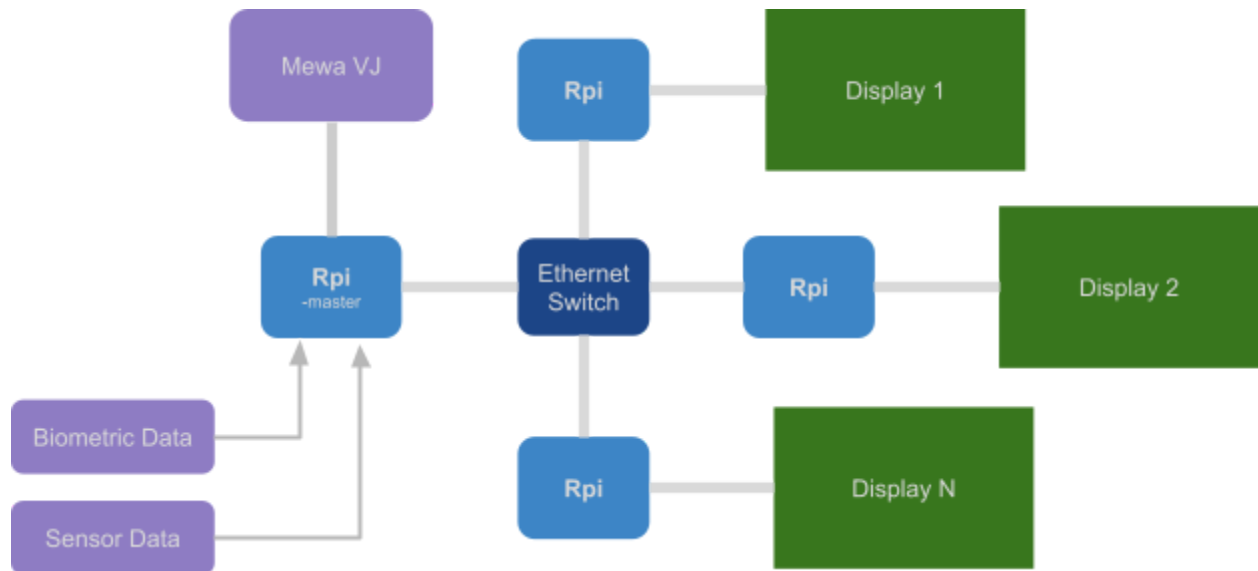 Mewa VJ
Rpi
Display 1
Rpi
-master
Ethernet
Switch
Rpi
Display 2
Biometric Data
Sensor Data
Rpi
Display N